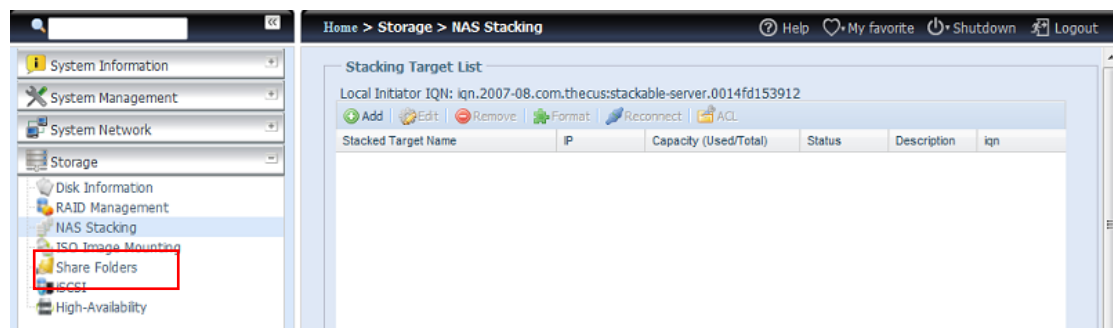 Home > Storage > NAS Stacking
Help My favorite Shutdown Logout
System Information
System Management
System Network
Storage
Disk Information
RAID Management
NAS Stacking
ISO Image Mounting
Share Folders
iSCSI
High-Availability
Stacking Target List
Local Initiator IQN: iqn.2007-08.com.thecus:stackable-server.0014fd153912
Add Edit Remove Format Reconnect ACL
Stacked Target Name IP Capacity (Used/Total) Status Description iqn